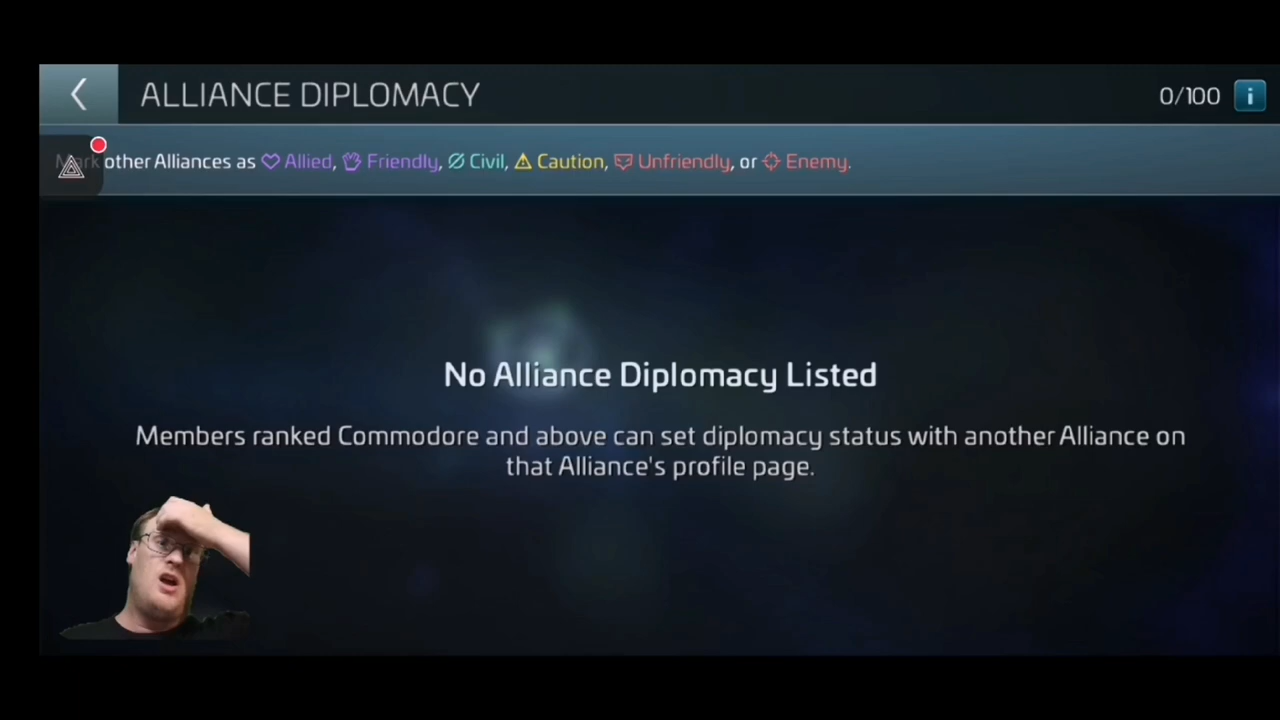 ALLIANCE DIPLOMACY
0/100
Mark other Alliances as Allied, Friendly, Civil, Caution, Unfriendly, or Enemy.
No Alliance Diplomacy Listed
Members ranked Commodore and above can set diplomacy status with another Alliance on
that Alliance's profile page.